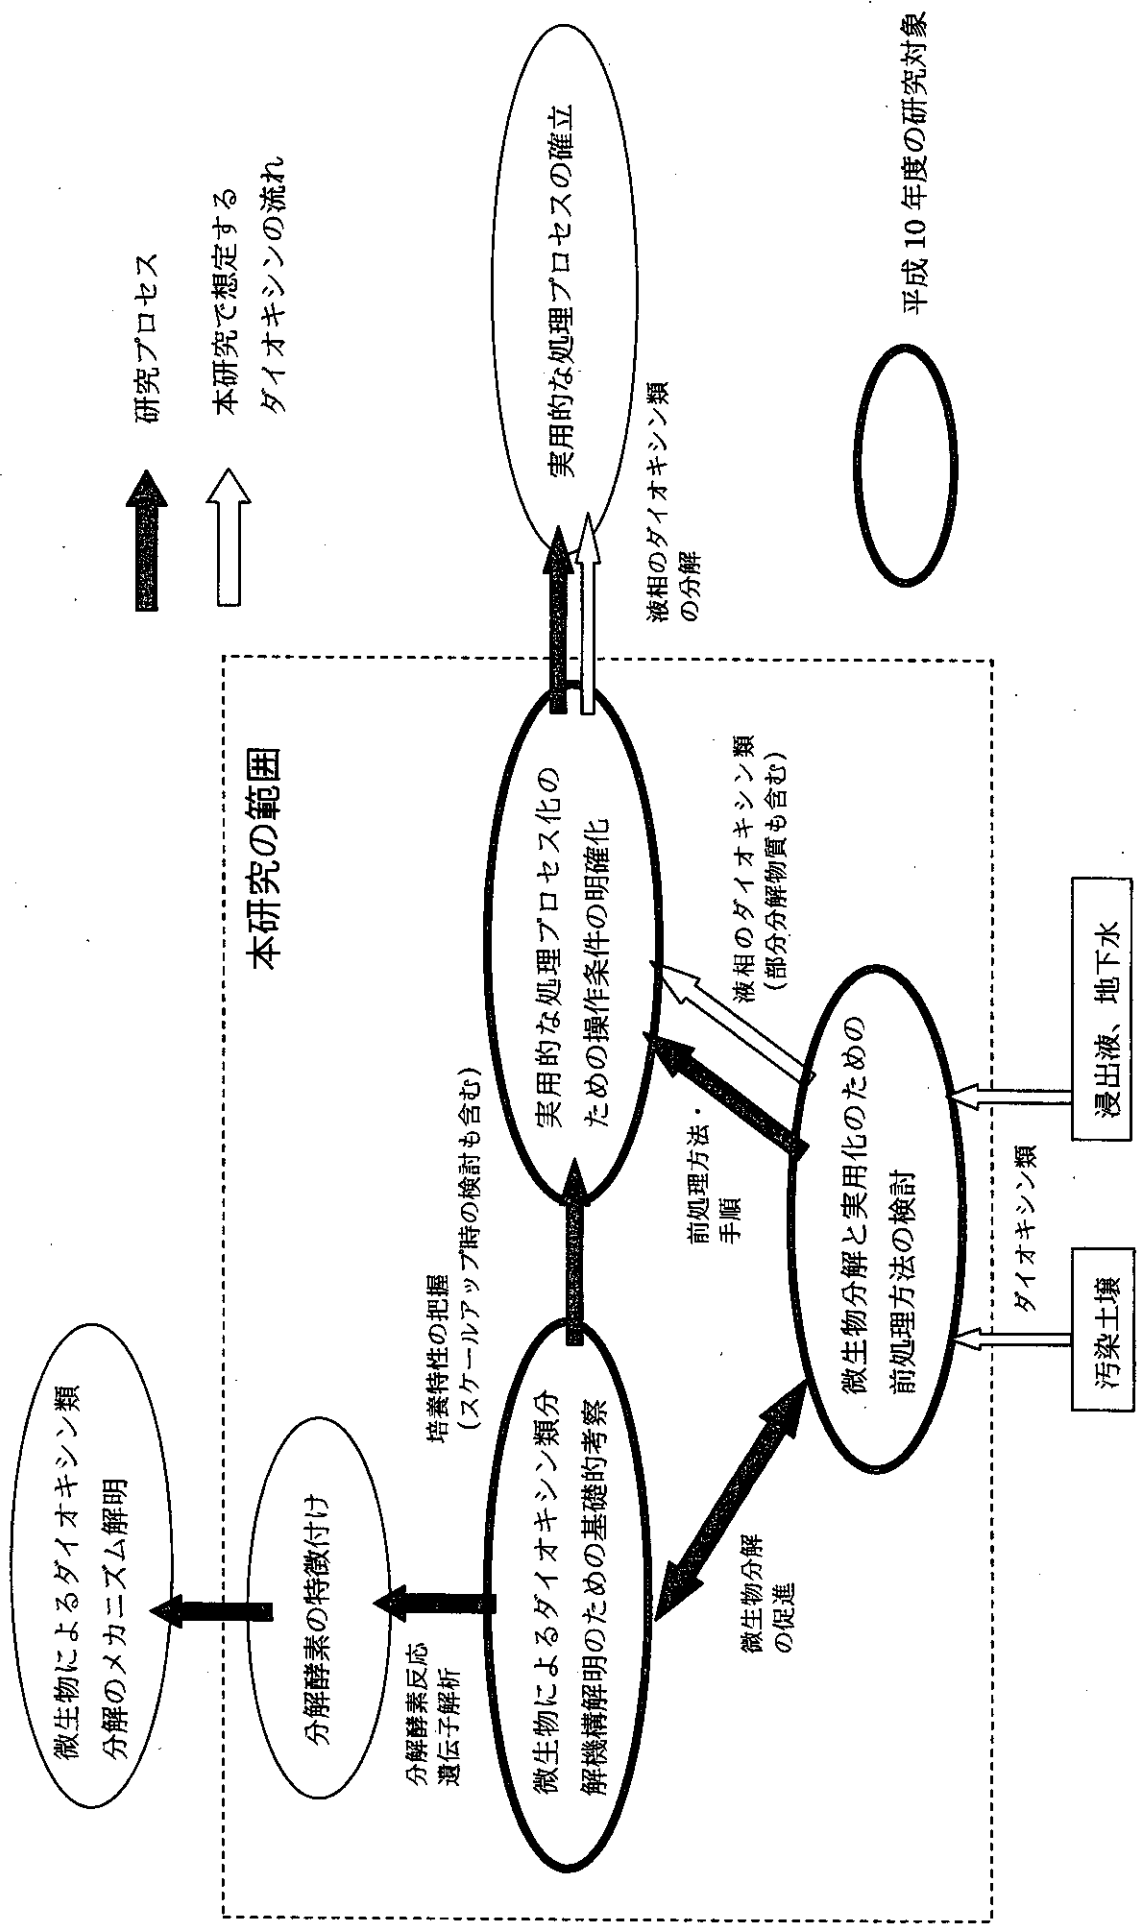 微生物によるダイオキシン類
分解のメカニズム解明
研究プロセス
本研究で想定する
ダイオキシンの流れ
本研究の範囲
分解酵素の特徴付け
分解酵素反応
遺伝子解析
培養特性の把握
(スケールアップ時の検討も含む)
微生物によるダイオキシン類分
解機構解明のための基礎的考察
実用的な処理プロセス化の
ための操作条件の明確化
実用的な処理プロセスの確立
液相のダイオキシン類
の分解
微生物分解
の促進
前処理方法・
手順
液相のダイオキシン類
(部分分解物質も含む)
微生物分解と実用化のための
前処理方法の検討
平成 10 年度の研究対象
ダイオキシン類
汚染土壌
浸出液、地下水